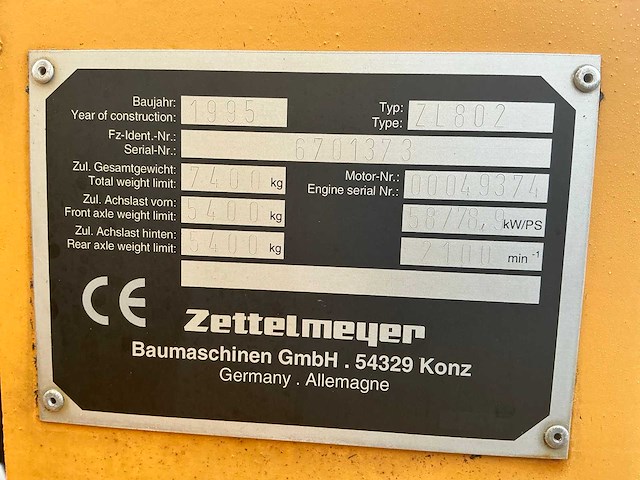 Baujahr: 1995 Typ: ZL802
Year of construction: Type:
Fz-Ident.-Nr.: 6701373
Serial-Nr.:
Zul. Gesamtgewicht: 7400 kg Motor-Nr.: 00049374
Total weight limit: Engine serial Nr.:
Zul. Achslast vorn: 5400 kg 58/78,9 kW/PS
Front axle weight limit:
Zul. Achslast hinten: 5400 kg 2100 min⁻¹
Rear axle weight limit:
CE Zettelmeyer
Baumaschinen GmbH . 54329 Konz
Germany . Allemagne